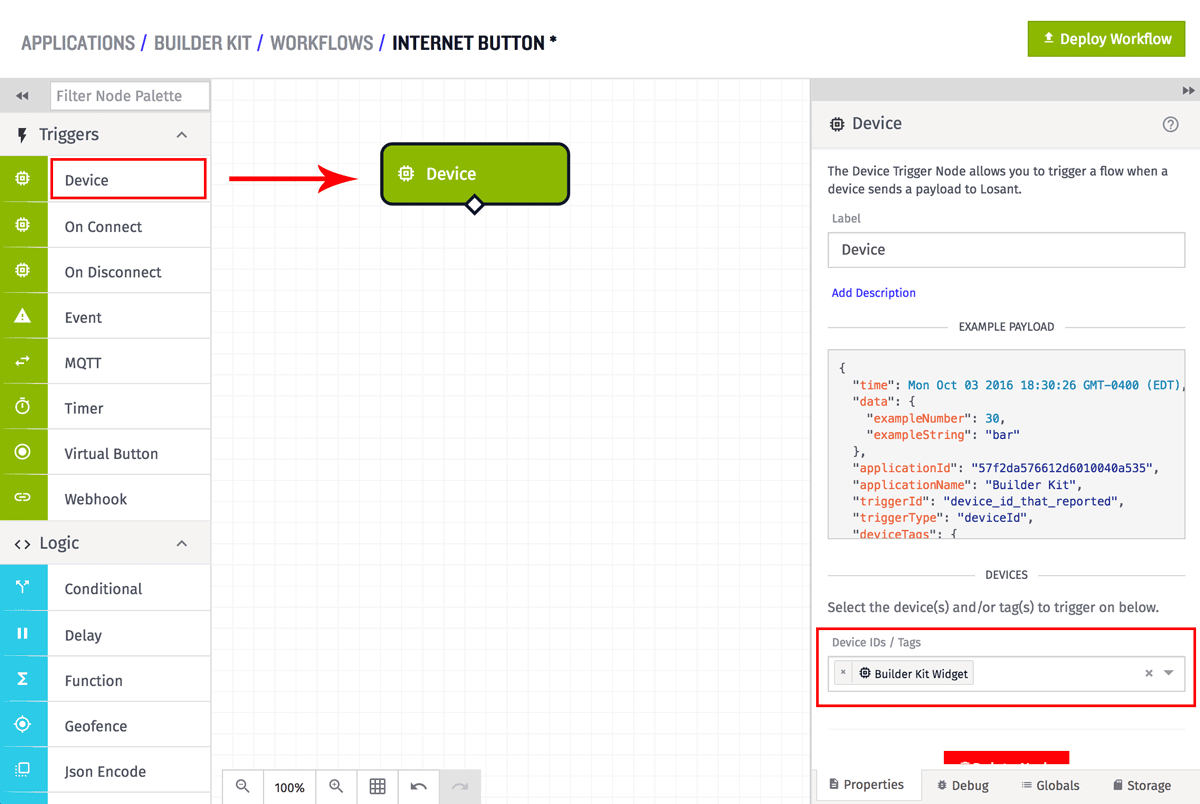 APPLICATIONS / BUILDER KIT / WORKFLOWS / INTERNET BUTTON *
Deploy Workflow
Filter Node Palette
Triggers
Device
On Connect
On Disconnect
Event
MQTT
Timer
Virtual Button
Webhook
Logic
Conditional
Delay
Function
Geofence
Json Encode
Device
100%
Device
The Device Trigger Node allows you to trigger a flow when a
device sends a payload to Losant.
Label
Device
Add Description
EXAMPLE PAYLOAD
{
"time": Mon Oct 03 2016 18:30:26 GMT-0400 (EDT),
"data": {
"exampleNumber": 30,
"exampleString": "bar"
},
"applicationId": "57f2da576612d6010040a535",
"applicationName": "Builder Kit",
"triggerId": "device_id_that_reported",
"triggerType": "deviceId",
"deviceTags": {
DEVICES
Select the device(s) and/or tag(s) to trigger on below.
Device IDs / Tags
× Builder Kit Widget ×
Properties
Debug
Globals
Storage